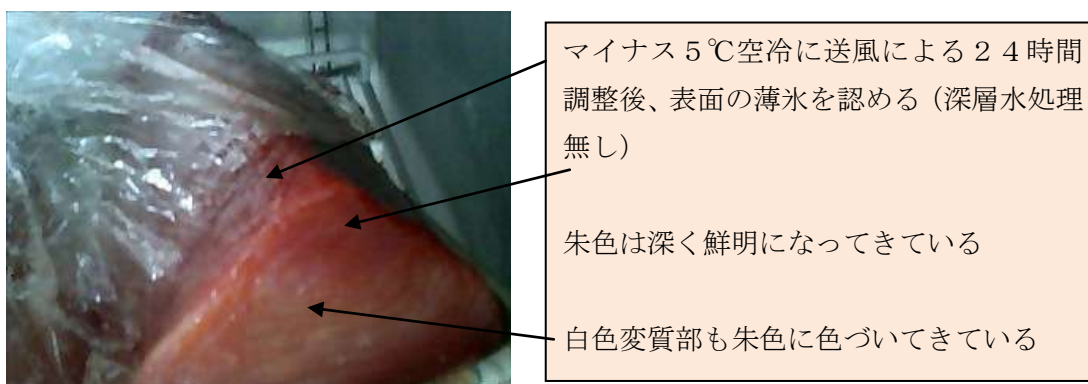 マイナス５℃空冷に送風による２４時間
調整後、表面の薄氷を認める（深層水処理
無し）
朱色は深く鮮明になってきている
白色変質部も朱色に色づいてきている